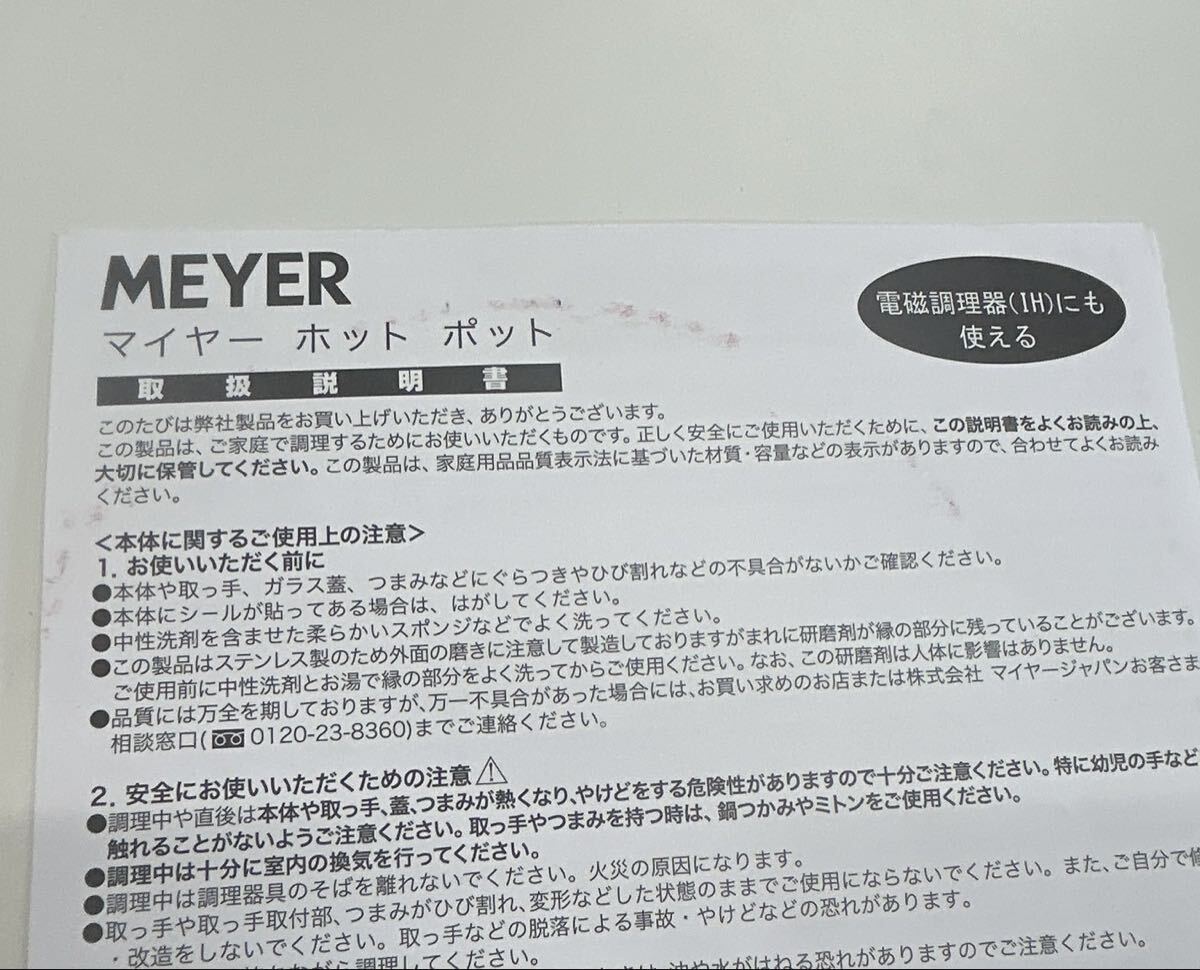 MEYER
マイヤー ホット ポット
電磁調理器(IH)にも
使える
取扱説明書
このたびは弊社製品をお買い上げいただき、ありがとうございます。
この製品は、ご家庭で調理するためにお使いいただくものです。正しく安全にご使用いただくために、この説明書をよくお読みの上、
大切に保管してください。この製品は、家庭用品品質表示法に基づいた材質・容量などの表示がありますので、合わせてよくお読み
ください。
<本体に関するご使用上の注意>
1. お使いいただく前に
●本体や取っ手、ガラス蓋、つまみなどにぐらつきやひび割れなどの不具合がないかご確認ください。
●本体にシールが貼ってある場合は、はがしてください。
●中性洗剤を含ませた柔らかいスポンジなどでよく洗ってください。
●この製品はステンレス製のため外面の磨きに注意して製造しておりますがまれに研磨剤が縁の部分に残っていることがございます。
ご使用前に中性洗剤とお湯で縁の部分をよく洗ってからご使用ください。なお、この研磨剤は人体に影響はありません。
●品質には万全を期しておりますが、万一不具合があった場合には、お買い求めのお店または株式会社 マイヤージャパンお客さま
相談窓口( 0120-23-8360)までご連絡ください。
2. 安全にお使いいただくための注意⚠
●調理中や直後は本体や取っ手、蓋、つまみが熱くなり、やけどをする危険性がありますので十分ご注意ください。特に幼児の手など
触れることがないようご注意ください。取っ手やつまみを持つ時は、鍋つかみやミトンをご使用ください。
●調理中は十分に室内の換気を行ってください。
●調理中は調理器具のそばを離れないでください。火災の原因になります。
●取っ手や取っ手取付部、つまみがひび割れ、変形などした状態のままでご使用にならないでください。また、ご自分で修
・改造をしないでください。取っ手などの脱落による事故・やけどなどの恐れがあります。
ながら調理してください。
油や水がはねる恐れがありますのでご注意ください。